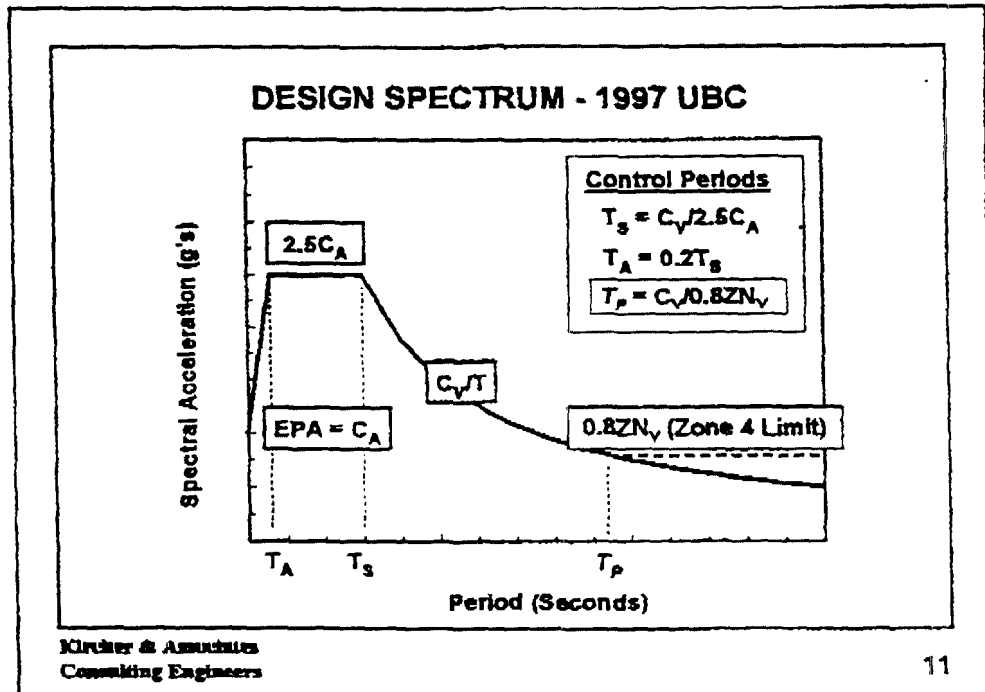 DESIGN SPECTRUM - 1997 UBC
Spectral Acceleration (g's)
Control Periods
T_S = C_V/2.5C_A
T_A = 0.2T_S
T_P = C_V/0.8ZN_V
2.5C_A
C_V/T
EPA = C_A
0.8ZN_V (Zone 4 Limit)
T_A T_S T_P
Period (Seconds)
Kircher & Associates
Consulting Engineers
11